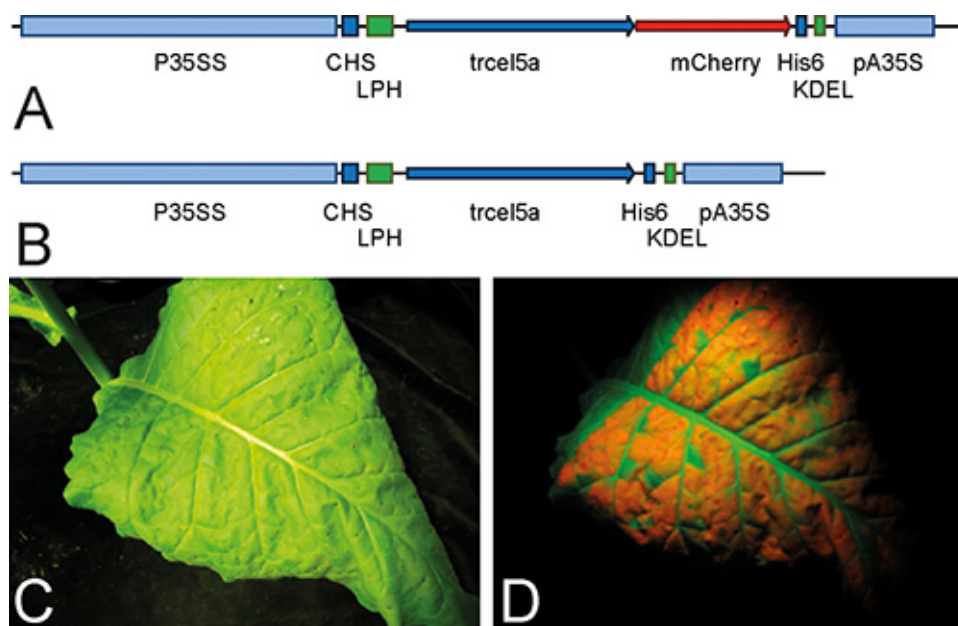 P35SS CHS trcel5a mCherry His6 pA35S
LPH KDEL
A
P35SS CHS trcel5a His6 pA35S
LPH KDEL
B
C D